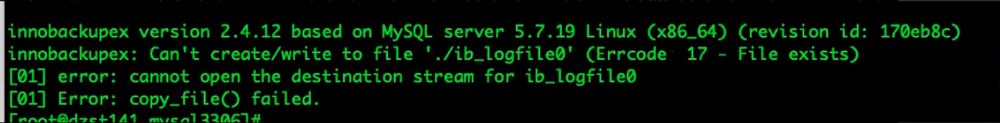 innobackupex version 2.4.12 based on MySQL server 5.7.19 Linux (x86_64) (revision id: 170eb8c)
innobackupex: Can't create/write to file './ib_logfile0' (Errcode 17 - File exists)
[01] error: cannot open the destination stream for ib_logfile0
[01] Error: copy_file() failed.
[root@dzst141 mysql3306]#